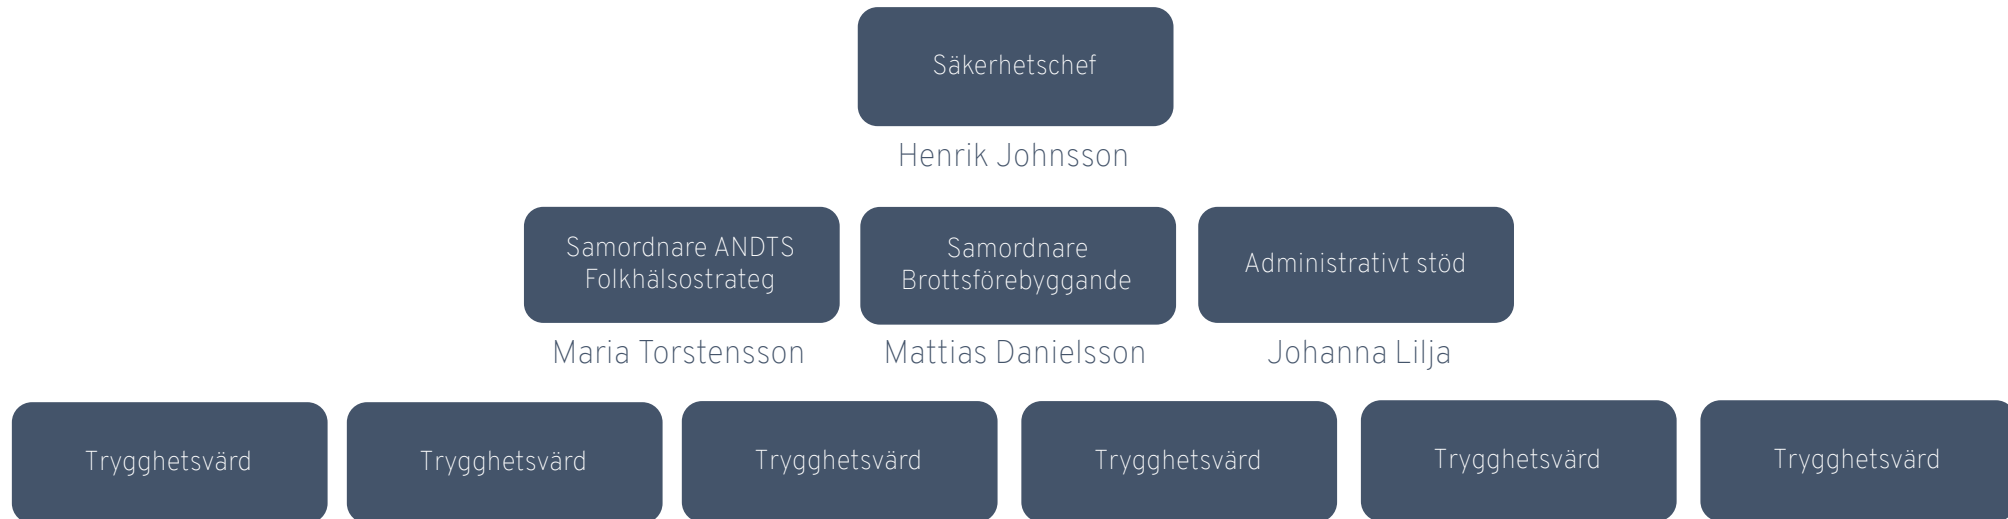 Säkerhetschef
Henrik Johnsson
Samordnare ANDTS
Folkhälsostrateg
Samordnare
Brottsförebyggande
Administrativt stöd
Maria Torstensson
Mattias Danielsson
Johanna Lilja
Trygghetsvärd
Trygghetsvärd
Trygghetsvärd
Trygghetsvärd
Trygghetsvärd
Trygghetsvärd